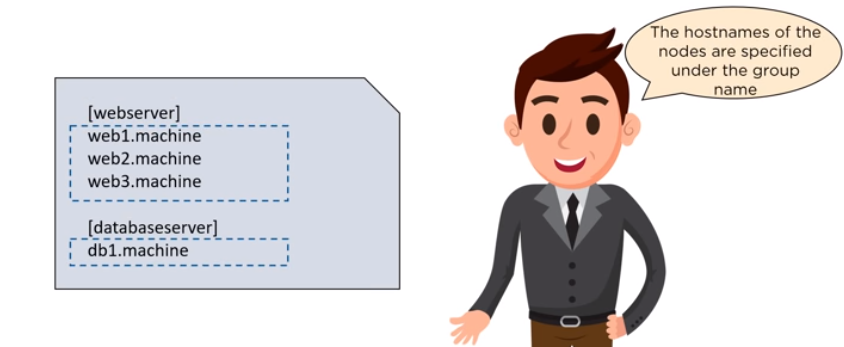 [webserver]
web1.machine
web2.machine
web3.machine
[databaseserver]
db1.machine
The hostnames of the
nodes are specified
under the group
name